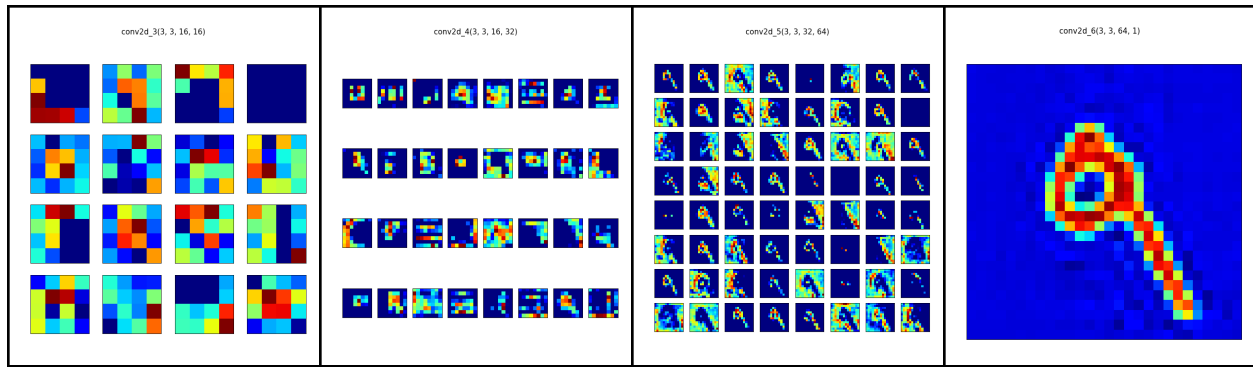 conv2d_3(3, 3, 16, 16)
conv2d_4(3, 3, 16, 32)
conv2d_5(3, 3, 32, 64)
conv2d_6(3, 3, 64, 1)